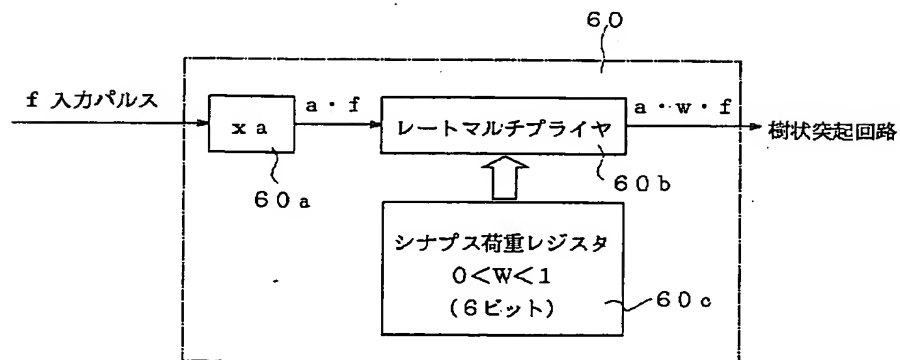 60
f 入力パルス
x a
a・f
レートマルチプライヤ
a・w・f
樹状突起回路
60a
60b
シナプス荷重レジスタ
0<W<1
(6ビット)
60c